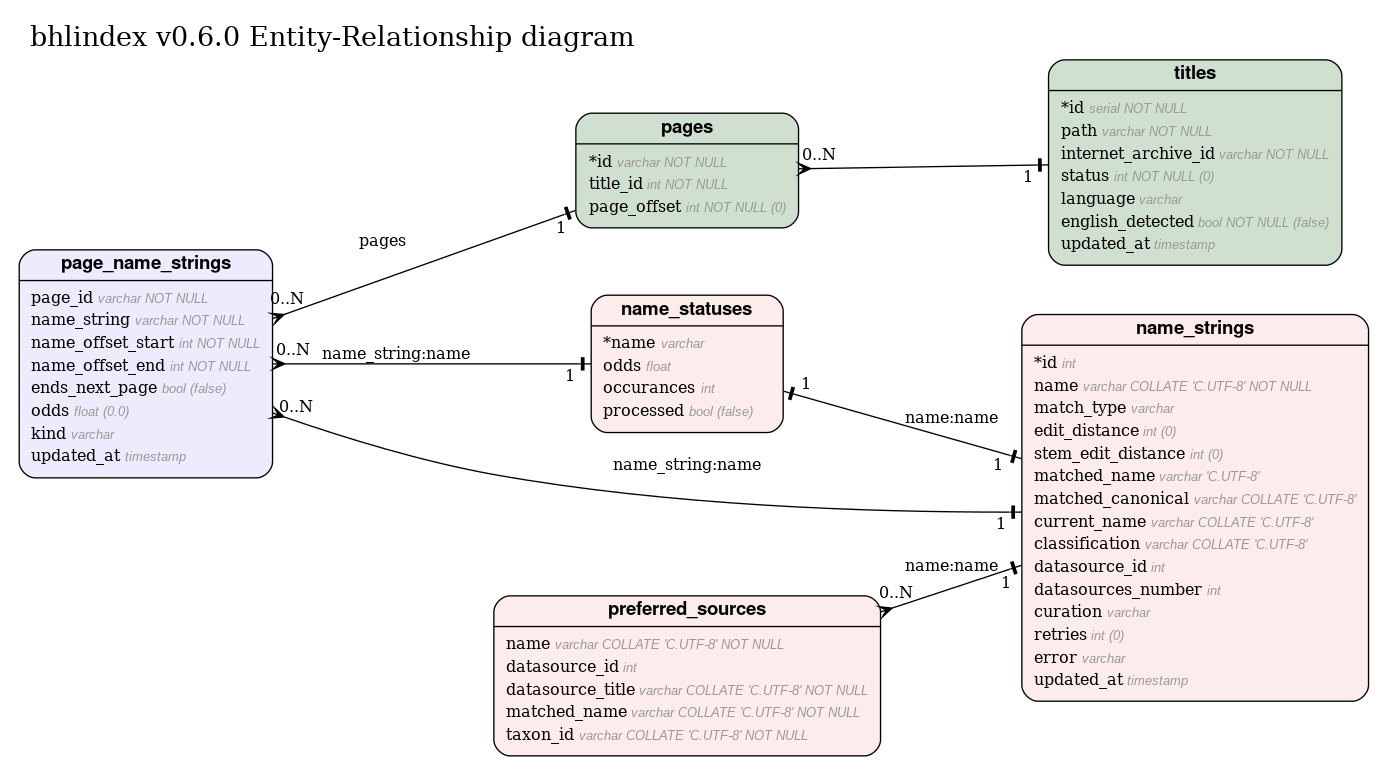 bhlindex v0.6.0 Entity-Relationship diagram
titles
*id serial NOT NULL
path varchar NOT NULL
internet_archive_id varchar NOT NULL
status int NOT NULL (0)
language varchar
english_detected bool NOT NULL (false)
updated_at timestamp
pages
*id varchar NOT NULL
title_id int NOT NULL
page_offset int NOT NULL (0)
0..N
1
1
pages
0..N
page_name_strings
page_id varchar NOT NULL
name_string varchar NOT NULL
name_offset_start int NOT NULL
name_offset_end int NOT NULL
ends_next_page bool (false)
odds float (0.0)
kind varchar
updated_at timestamp
0..N
name_string:name
1
0..N
name_string:name
1
name_statuses
*name varchar
odds float
occurances int
processed bool (false)
1
name:name
1
name_strings
*id int
name varchar COLLATE 'C.UTF-8' NOT NULL
match_type varchar
edit_distance int (0)
stem_edit_distance int (0)
matched_name varchar 'C.UTF-8'
matched_canonical varchar COLLATE 'C.UTF-8'
current_name varchar COLLATE 'C.UTF-8'
classification varchar COLLATE 'C.UTF-8'
datasource_id int
datasources_number int
curation varchar
retries int (0)
error varchar
updated_at timestamp
name:name
1
0..N
preferred_sources
name varchar COLLATE 'C.UTF-8' NOT NULL
datasource_id int
datasource_title varchar COLLATE 'C.UTF-8' NOT NULL
matched_name varchar COLLATE 'C.UTF-8' NOT NULL
taxon_id varchar COLLATE 'C.UTF-8' NOT NULL